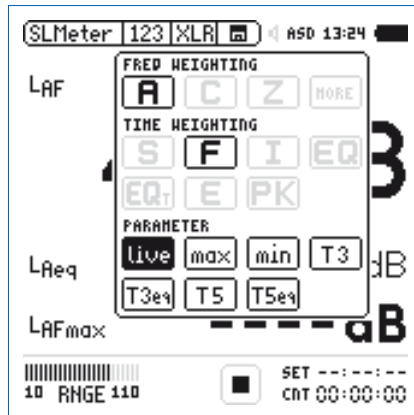 SLMeter 123 XLR ASD 13:24
FREQ WEIGHTING
LAF
A C Z MORE
TIME WEIGHTING
S F I EQ
EQT E PK
PARAMETER
live max min T3
LAeq dB
T3eq T5 T5eq
LAFmax ---- dB
10 RNGE 110
SET --:--:--
CNT 00:00:00